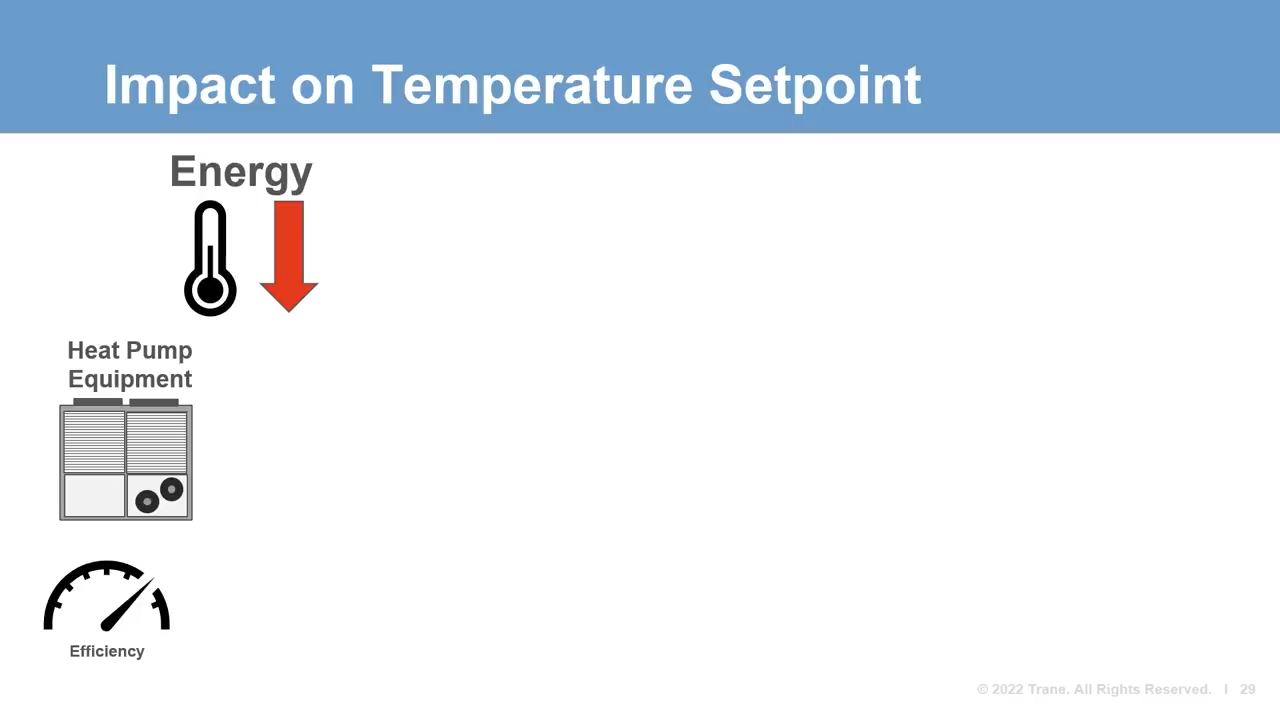 Impact on Temperature Setpoint
Energy
Heat Pump
Equipment
Efficiency
© 2022 Trane. All Rights Reserved. I 29